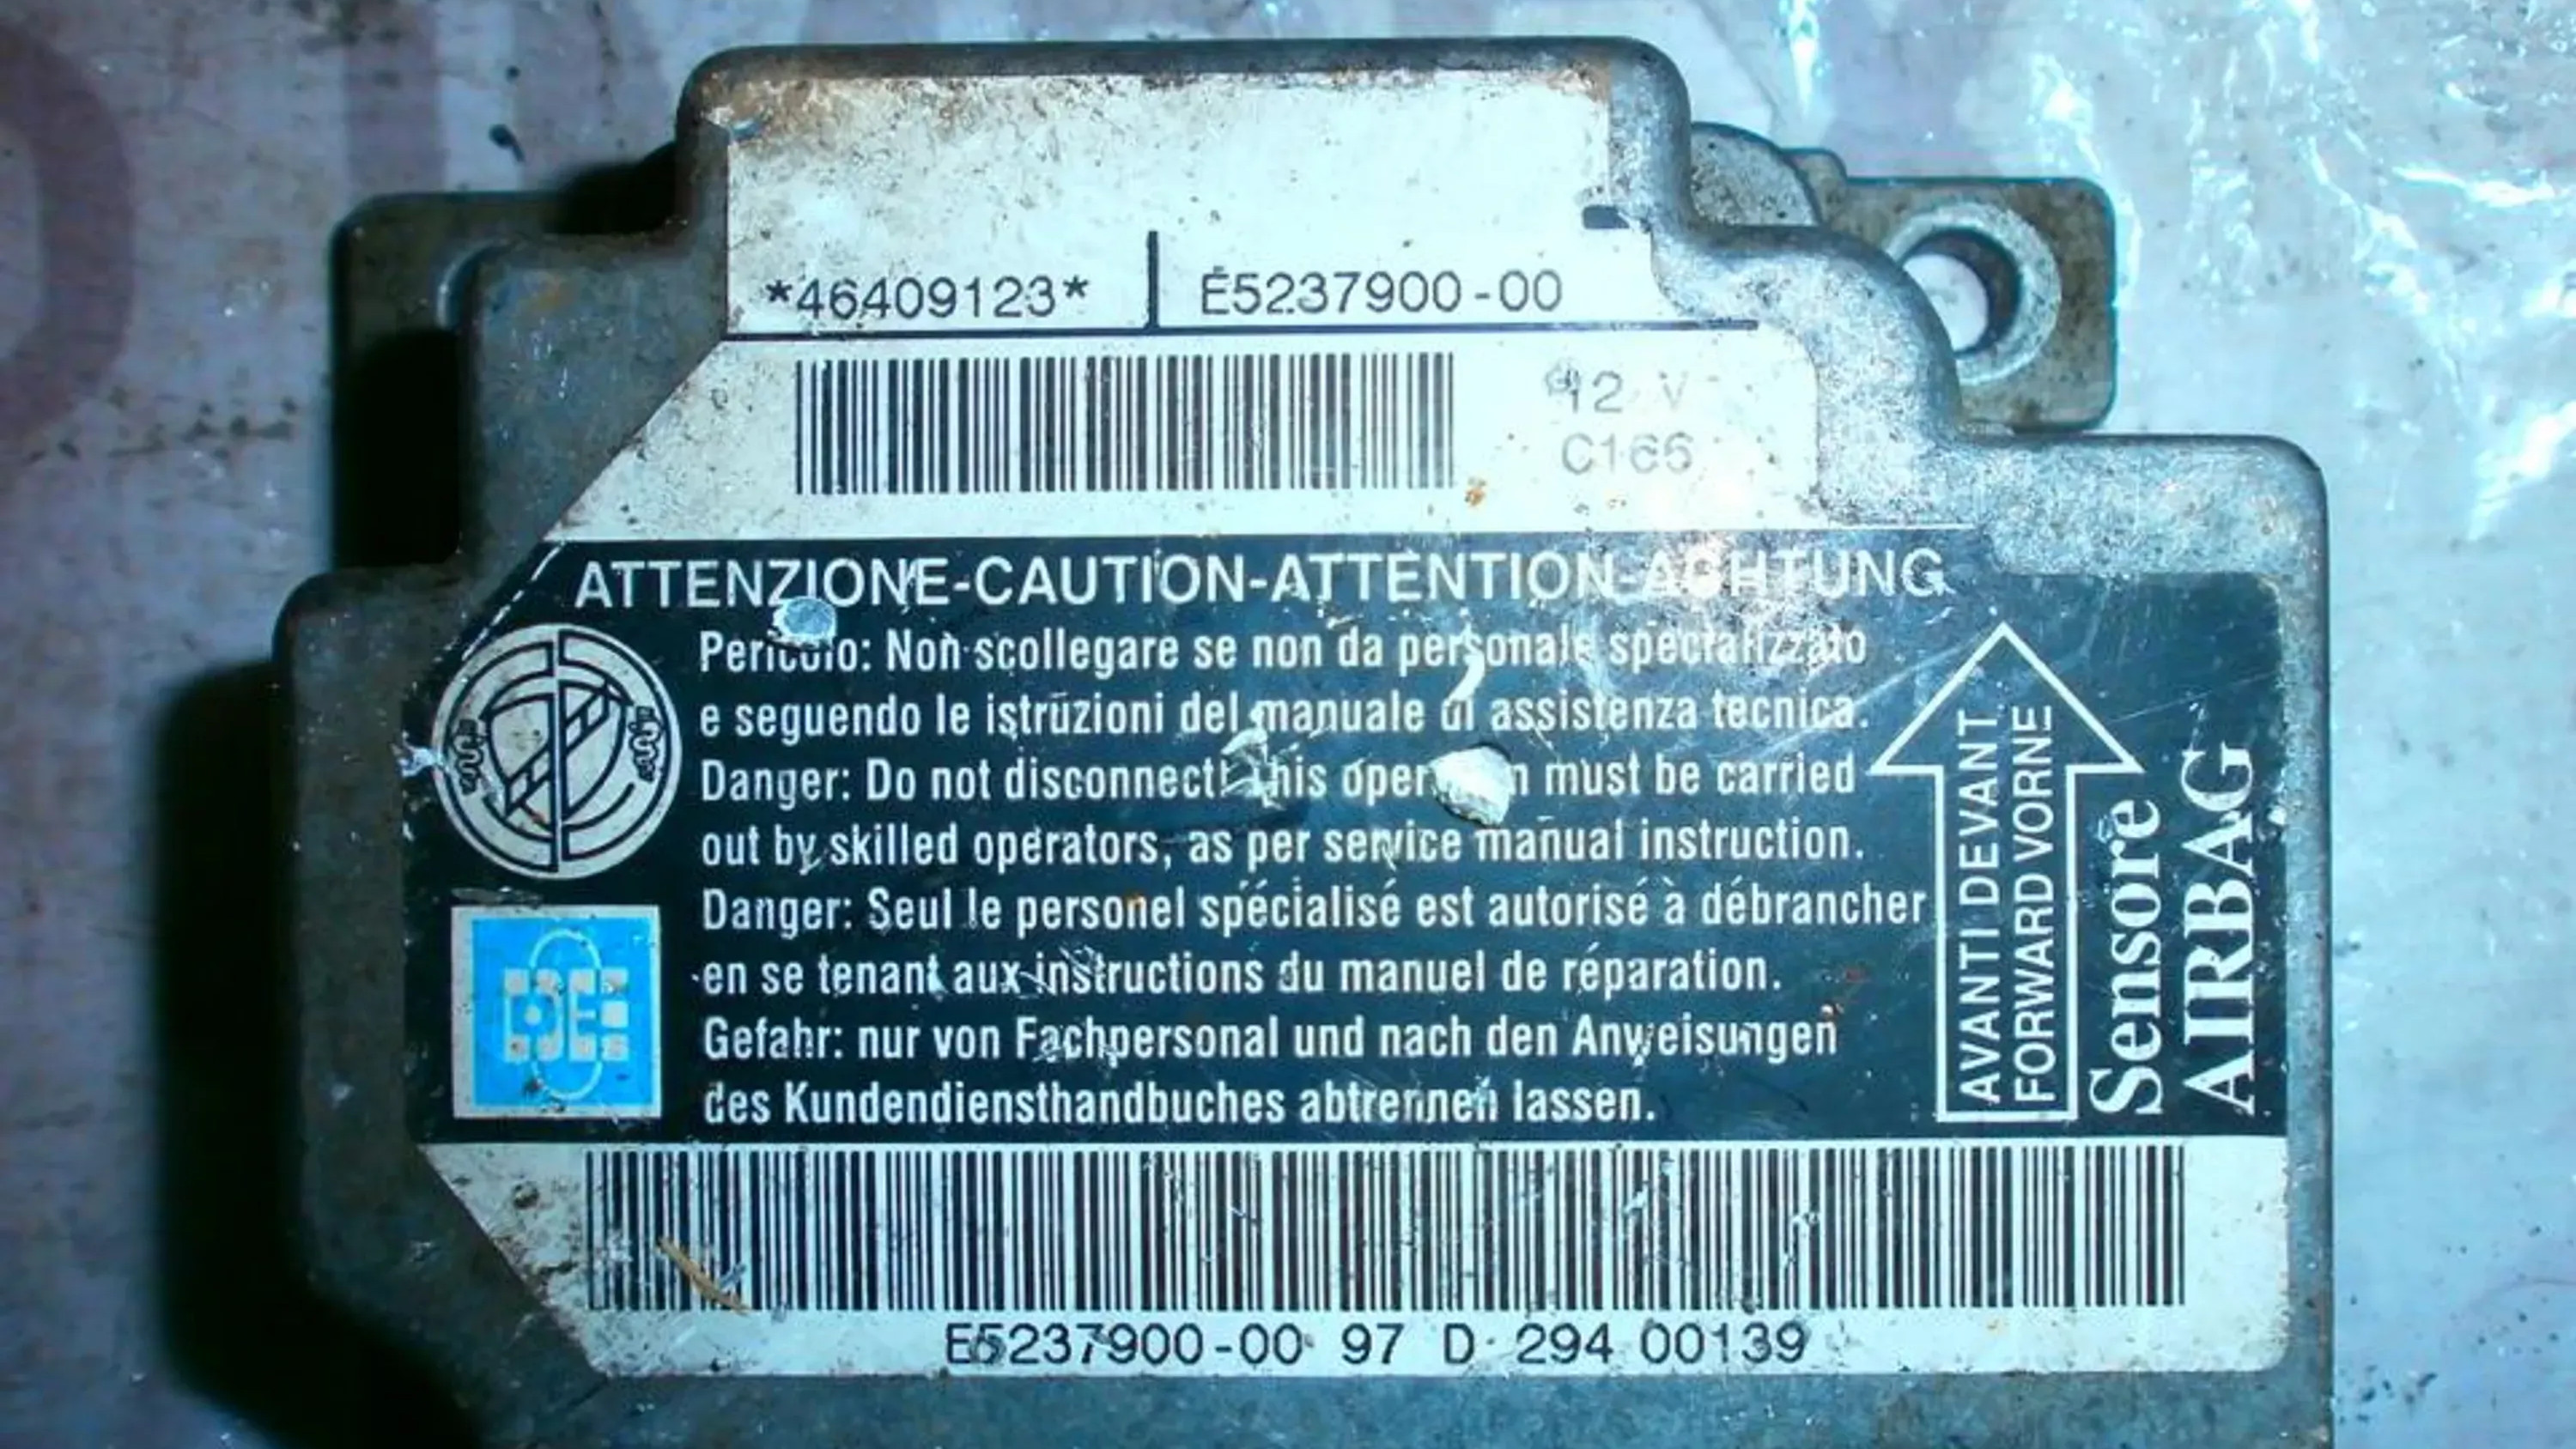 *46409123* E5237900-00
12 V
C166
ATTENZIONE-CAUTION-ATTENTION-ACHTUNG
Pericolo: Non scollegare se non da personale specializzato
e seguendo le istruzioni del manuale di assistenza tecnica.
Danger: Do not disconnect! This operation must be carried
out by skilled operators, as per service manual instruction.
Danger: Seul le personel spécialisé est autorisé à débrancher
en se tenant aux instructions du manuel de réparation.
Gefahr: nur von Fachpersonal und nach den Anweisungen
des Kundendiensthandbuches abtrennen lassen.
AVANTI DEVANT
FORWARD VORNE
Sensore
AIRBAG
E5237900-00 97 D 294 00139